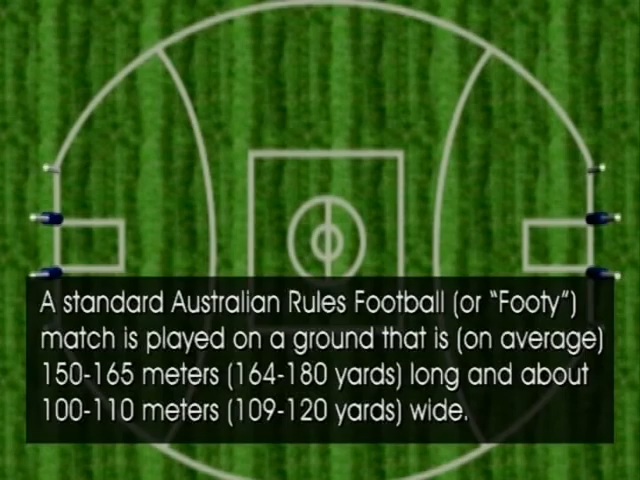 A standard Australian Rules Football (or "Footy")
match is played on a ground that is (on average)
150-165 meters (164-180 yards) long and about
100-110 meters (109-120 yards) wide.